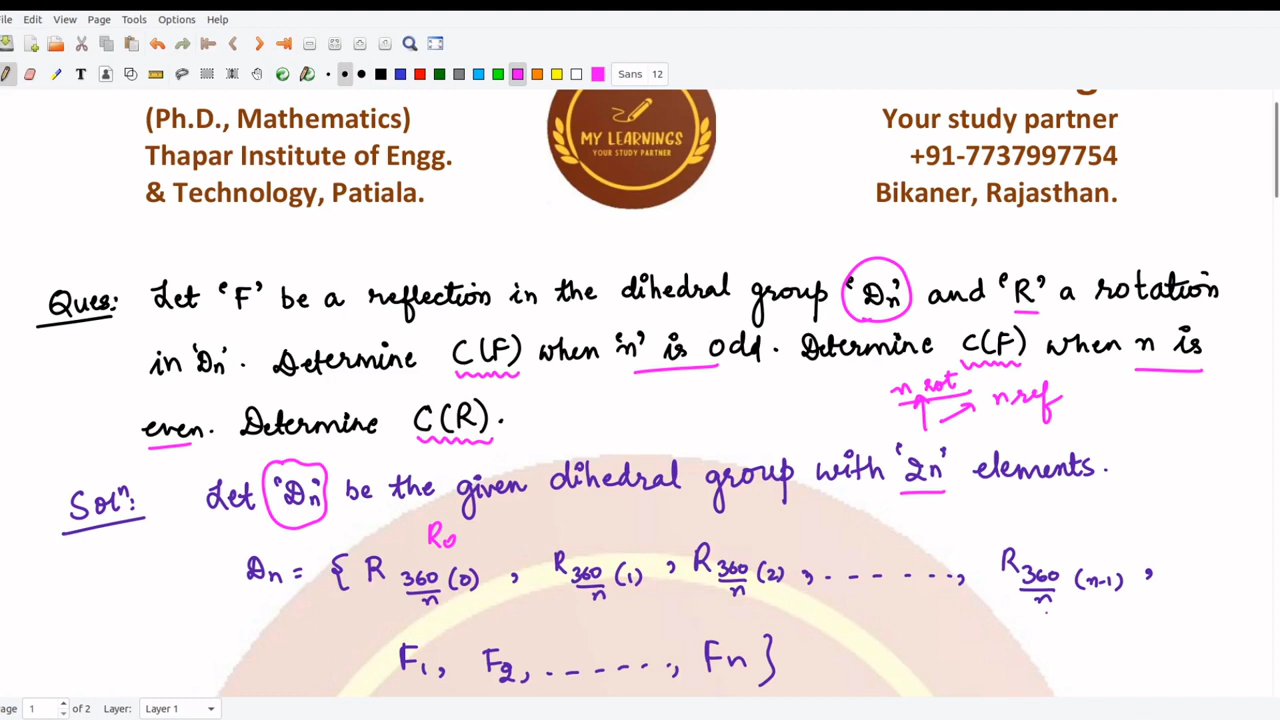 File Edit View Page Tools Options Help
Sans 12
(Ph.D., Mathematics)
Thapar Institute of Engg.
& Technology, Patiala.
MY LEARNINGS
YOUR STUDY PARTNER
Your study partner
+91-7737997754
Bikaner, Rajasthan.
Ques: Let 'F' be a reflection in the dihedral group 'Dn' and 'R' a rotation
in 'Dn'. Determine C(F) when 'n' is odd. Determine C(F) when n is
n rot n ref
even. Determine C(R).
Soln: Let 'Dn' be the given dihedral group with '2n' elements.
R0
Dn = { R 360/n (0) , R 360/n (1) , R 360/n (2) , . - - - - - - . , R 360/n (n-1) ,
F1, F2, . - - - - - . , Fn }
Page 1 of 2 Layer: Layer 1